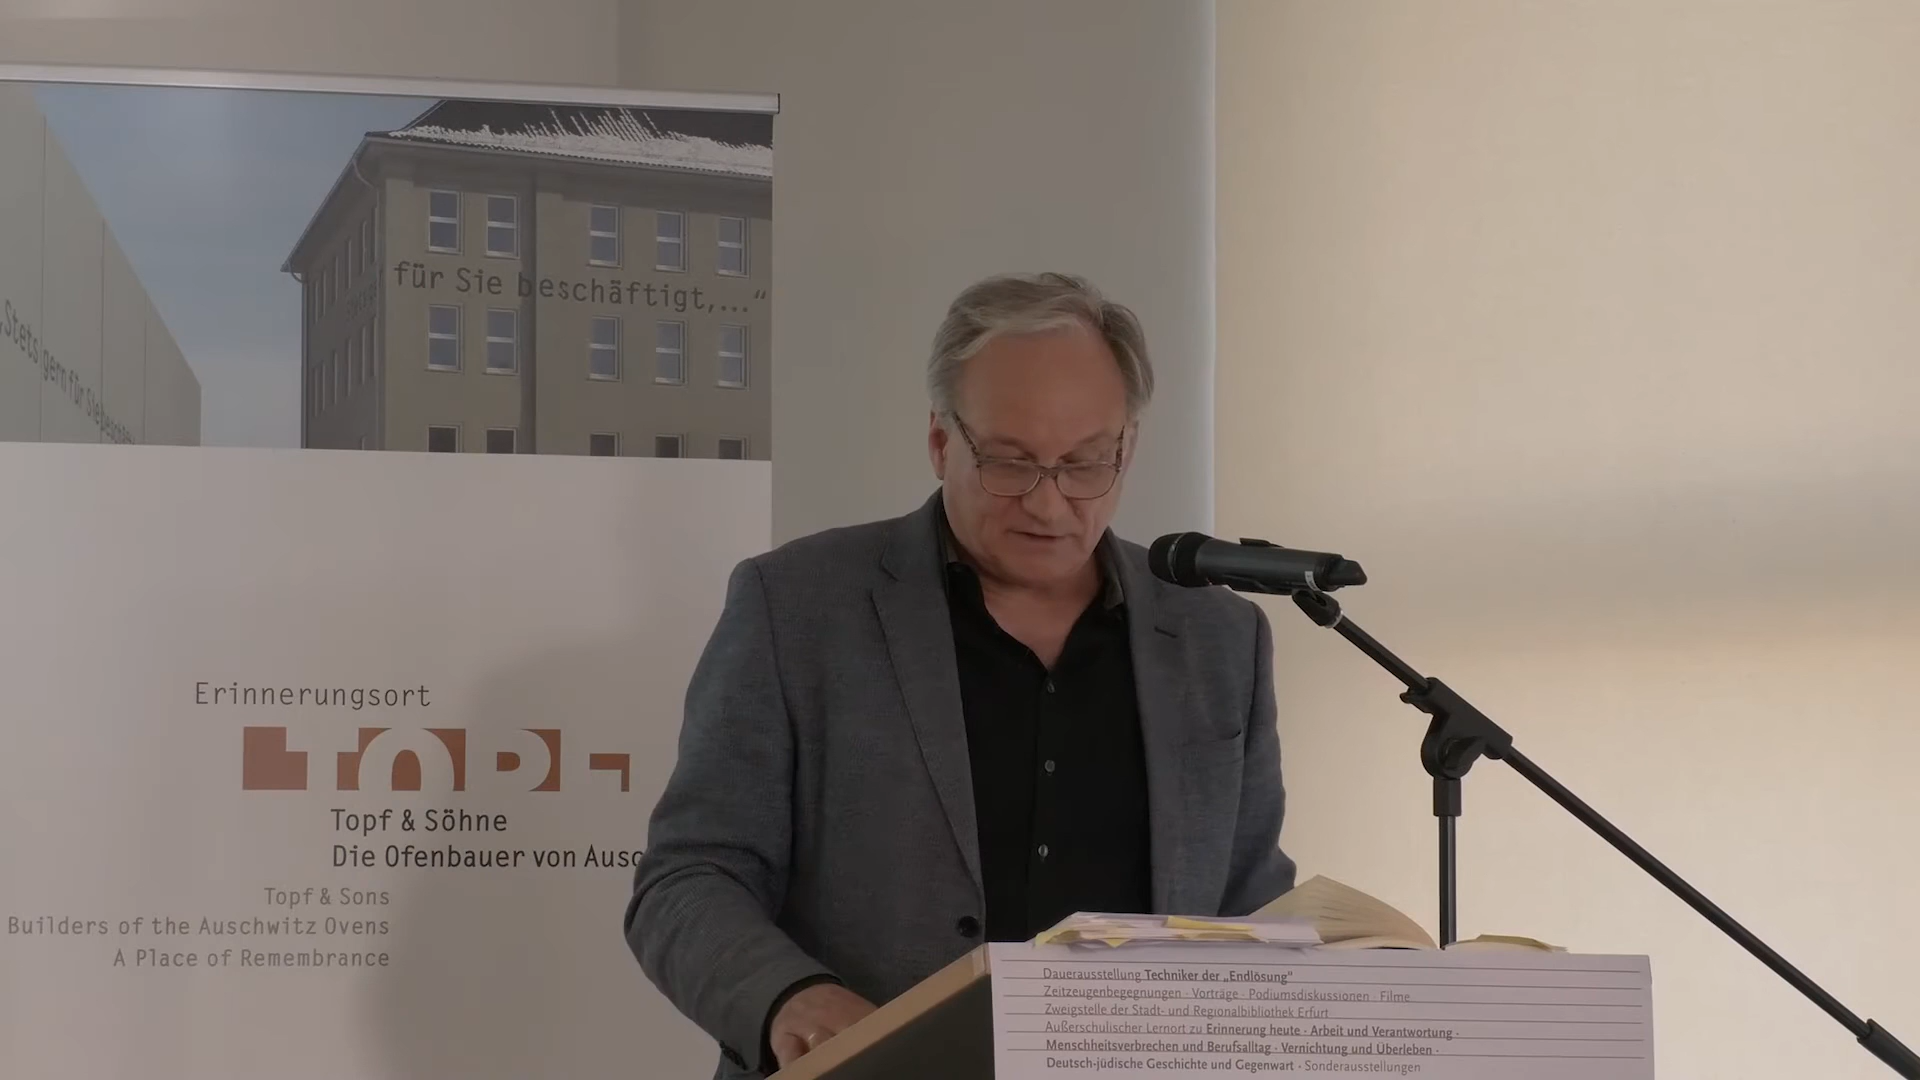 „Stets gern für Sie beschäf
für Sie beschäftigt,...“
Erinnerungsort
TOPF
Topf & Söhne
Die Ofenbauer von Ausc
Topf & Sons
Builders of the Auschwitz Ovens
A Place of Remembrance
Dauerausstellung Techniker der „Endlösung“
Zeitzeugenbegegnungen · Vorträge · Podiumsdiskussionen · Filme
Zweigstelle der Stadt- und Regionalbibliothek Erfurt
Außerschulischer Lernort zu Erinnerung heute · Arbeit und Verantwortung ·
Menschheitsverbrechen und Berufsalltag · Vernichtung und Überleben ·
Deutsch-jüdische Geschichte und Gegenwart · Sonderausstellungen